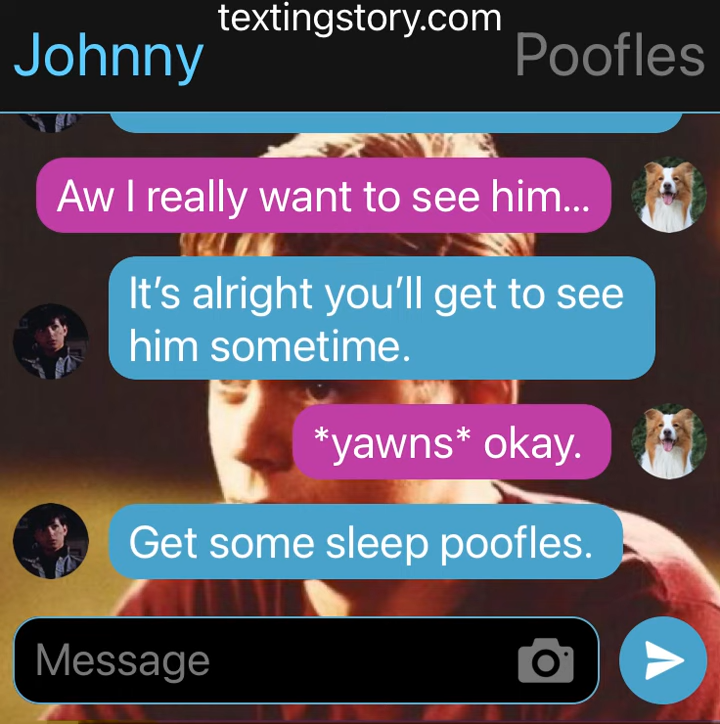 textingstory.com
Johnny
Poofles
Aw I really want to see him...
It's alright you'll get to see
him sometime.
*yawns* okay.
Get some sleep poofles.
Message